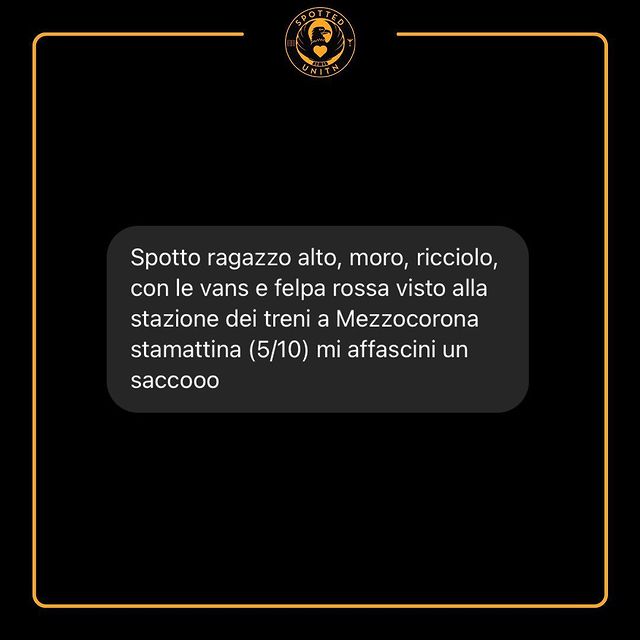 SPOTTED
UNITN
Spotto ragazzo alto, moro, ricciolo,
con le vans e felpa rossa visto alla
stazione dei treni a Mezzocorona
stamattina (5/10) mi affascini un
saccooo